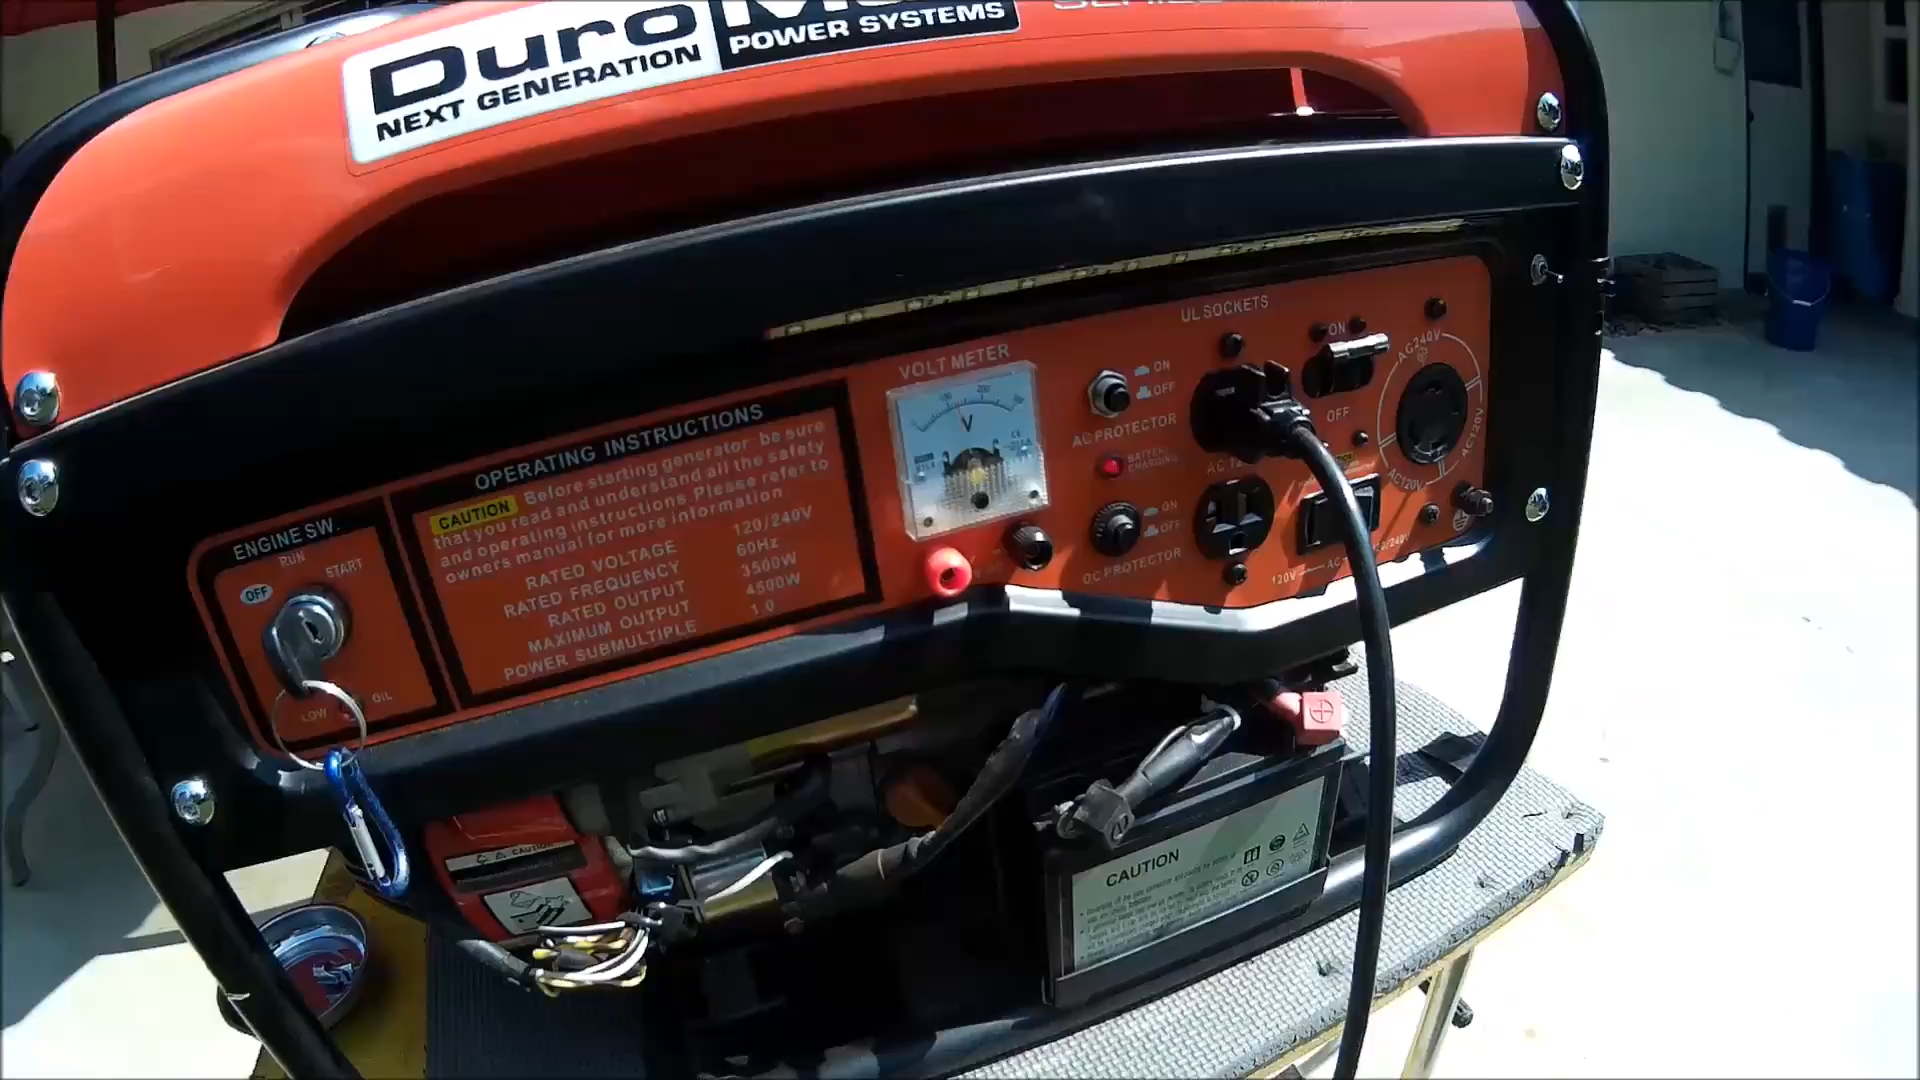 Duro
NEXT GENERATION
POWER SYSTEMS
UL SOCKETS
VOLT METER
V
ON
OFF
AC PROTECTOR
BATTERY
CHARGING
ON
OFF
DC PROTECTOR
ON
OFF
AC240V
AC120V
AC120V
120V
OPERATING INSTRUCTIONS
CAUTION Before starting generator be sure
that you read and understand all the safety
and operating instructions. Please refer to
owners manual for more information
RATED VOLTAGE 120/240V
RATED FREQUENCY 60Hz
RATED OUTPUT 3500W
MAXIMUM OUTPUT 4500W
POWER SUBMULTIPLE 1.0
ENGINE SW.
OFF
RUN
START
LOW OIL
CAUTION
CAUTION